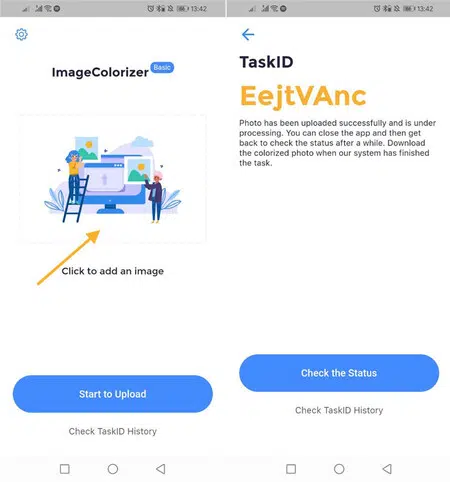 13:42
ImageColorizer Basic
Click to add an image
Start to Upload
Check TaskID History
13:42
TaskID
EejtVAnc
Photo has been uploaded successfully and is under
processing. You can close the app and then get
back to check the status after a while. Download
the colorized photo when our system has finished
the task.
Check the Status
Check TaskID History